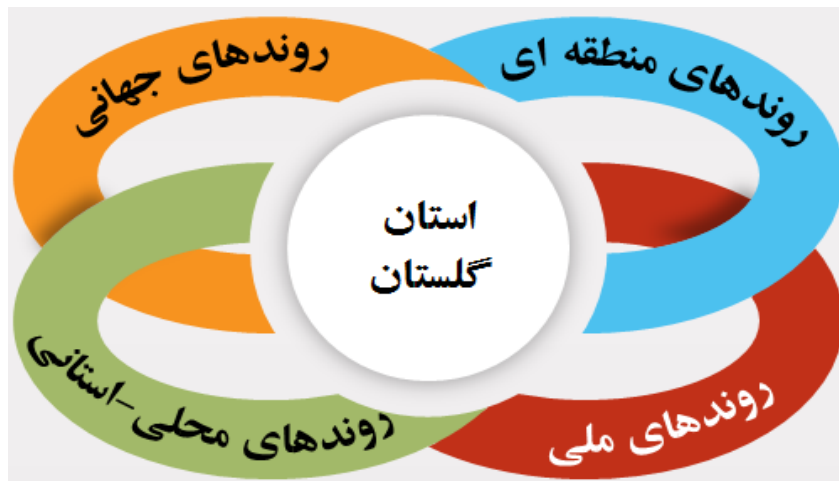 روندهای منطقه ای
روندهای جهانی
استان
گلستان
روندهای ملی
روندهای محلی-استانی